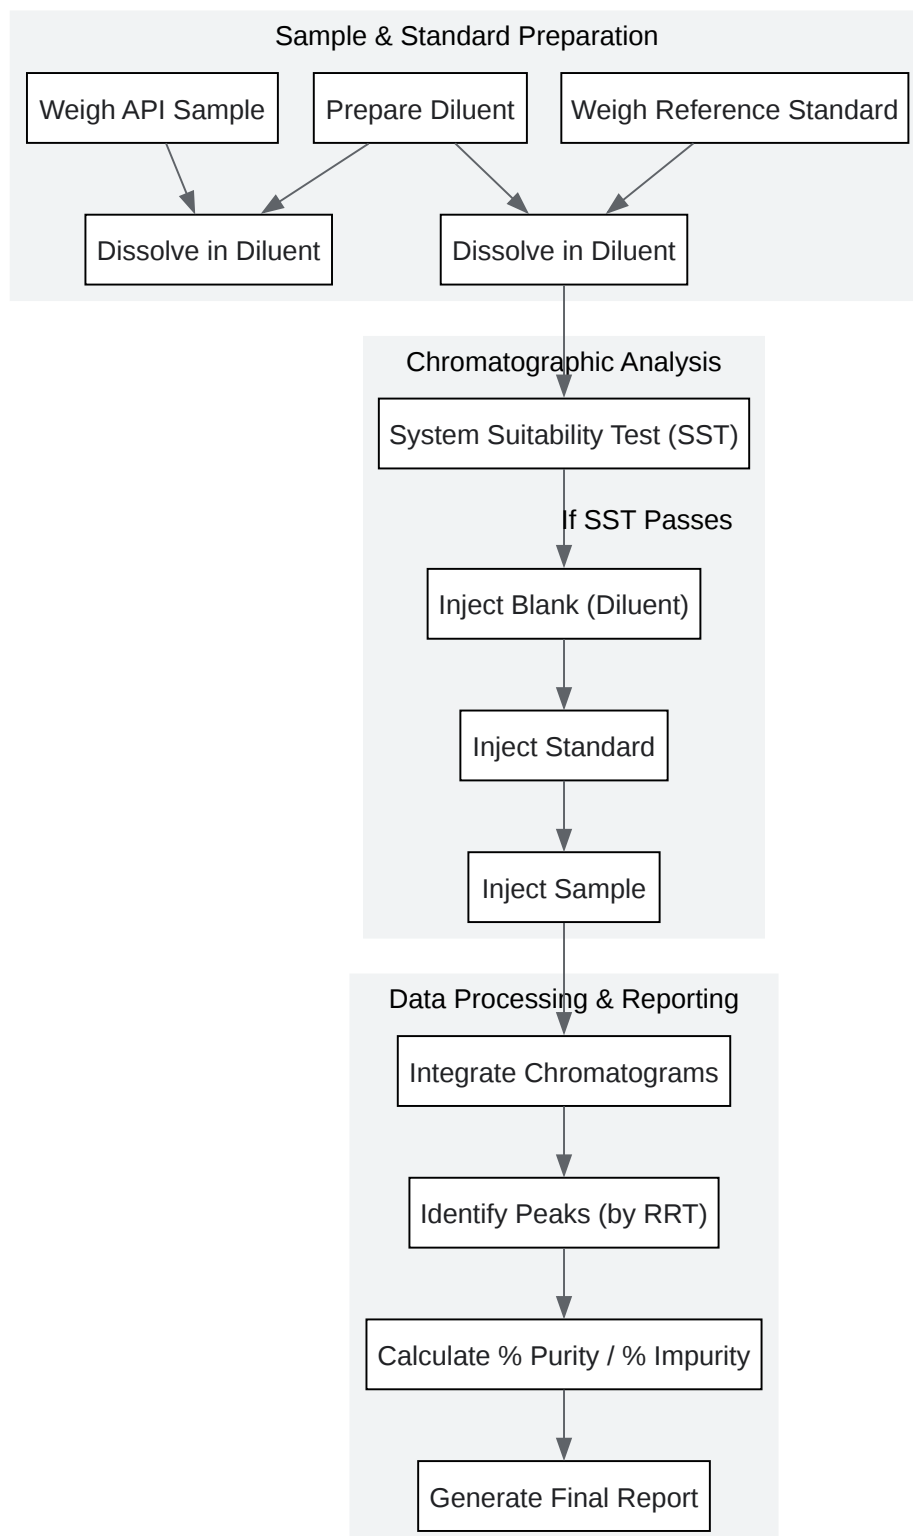 Sample & Standard Preparation
Weigh API Sample
Prepare Diluent
Weigh Reference Standard
Dissolve in Diluent
Dissolve in Diluent
Chromatographic Analysis
System Suitability Test (SST)
If SST Passes
Inject Blank (Diluent)
Inject Standard
Inject Sample
Data Processing & Reporting
Integrate Chromatograms
Identify Peaks (by RRT)
Calculate % Purity / % Impurity
Generate Final Report